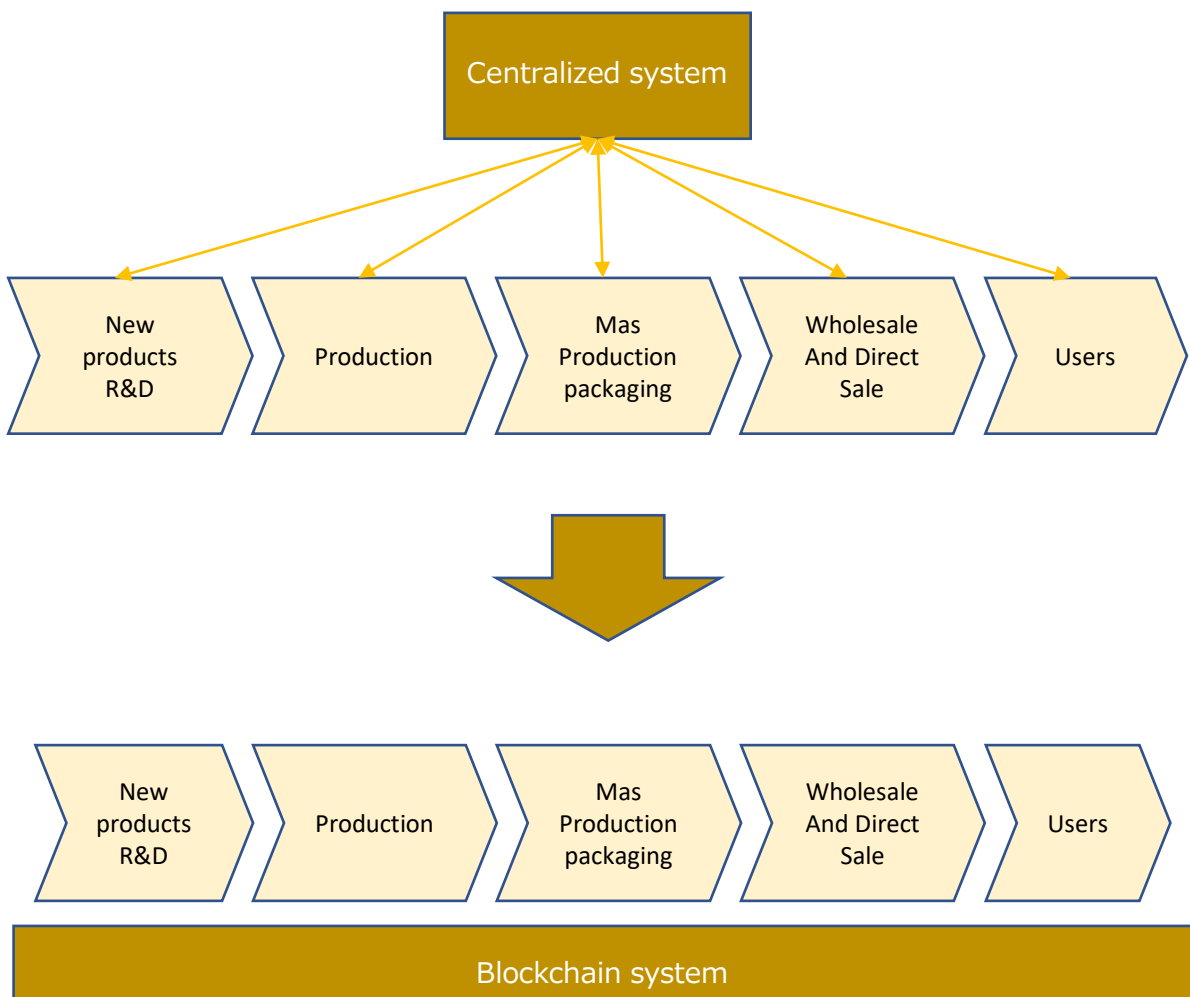 Centralized system
New
products
R&D
Production
Mas
Production
packaging
Wholesale
And Direct
Sale
Users
New
products
R&D
Production
Mas
Production
packaging
Wholesale
And Direct
Sale
Users
Blockchain system